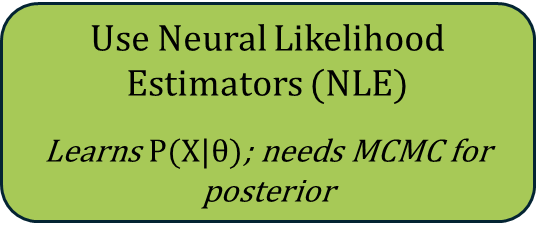 Use Neural Likelihood
Estimators (NLE)
Learns P(X|θ); needs MCMC for
posterior